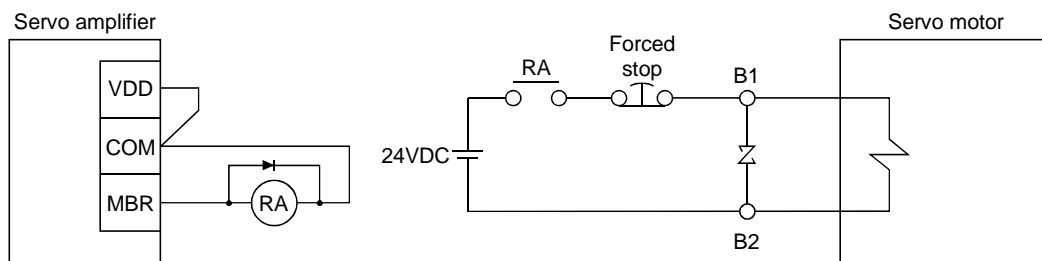 Servo amplifier
VDD
COM
MBR
RA
24VDC
RA
Forced
stop
B1
B2
Servo motor